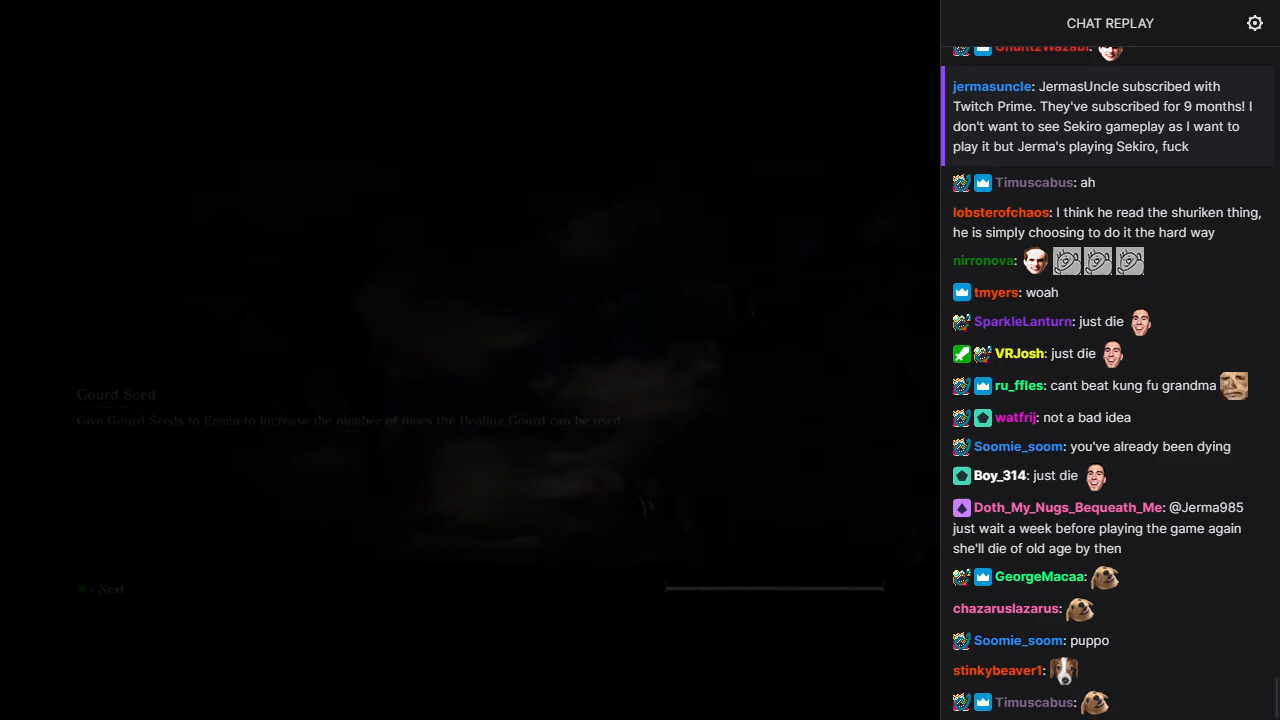 Gourd Seed
Give Gourd Seeds to Emma to increase the number of times the Healing Gourd can be used.
: Next
CHAT REPLAY
GhuntzWazabi:
jermasuncle: JermasUncle subscribed with
Twitch Prime. They've subscribed for 9 months! I
don't want to see Sekiro gameplay as I want to
play it but Jerma's playing Sekiro, fuck
Timuscabus: ah
lobsterofchaos: I think he read the shuriken thing,
he is simply choosing to do it the hard way
nirronova:
tmyers: woah
SparkleLanturn: just die
VRJosh: just die
ru_ffles: cant beat kung fu grandma
watfrij: not a bad idea
Soomie_soom: you've already been dying
Boy_314: just die
Doth_My_Nugs_Bequeath_Me: @Jerma985
just wait a week before playing the game again
she'll die of old age by then
GeorgeMacaa:
chazaruslazarus:
Soomie_soom: puppo
stinkybeaver1:
Timuscabus: